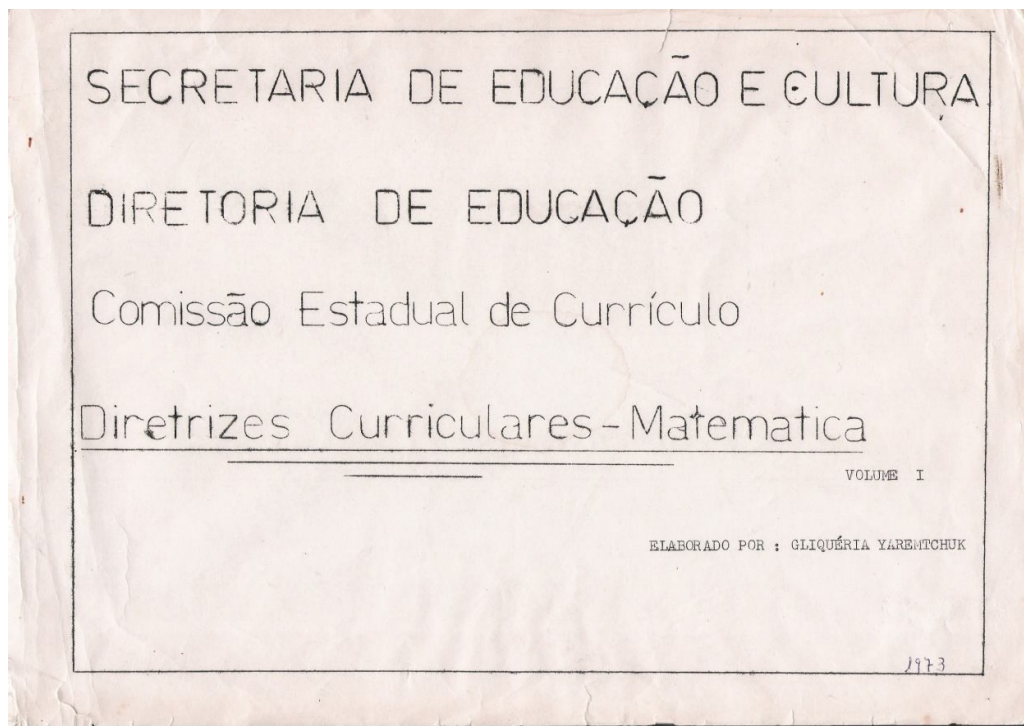 SECRETARIA DE EDUCAÇÃO E CULTURA
DIRETORIA DE EDUCAÇÃO
Comissão Estadual de Currículo
Diretrizes Curriculares - Matematica
VOLUME I
ELABORADO POR : GLIQUÉRIA YAREMTCHUK
1973